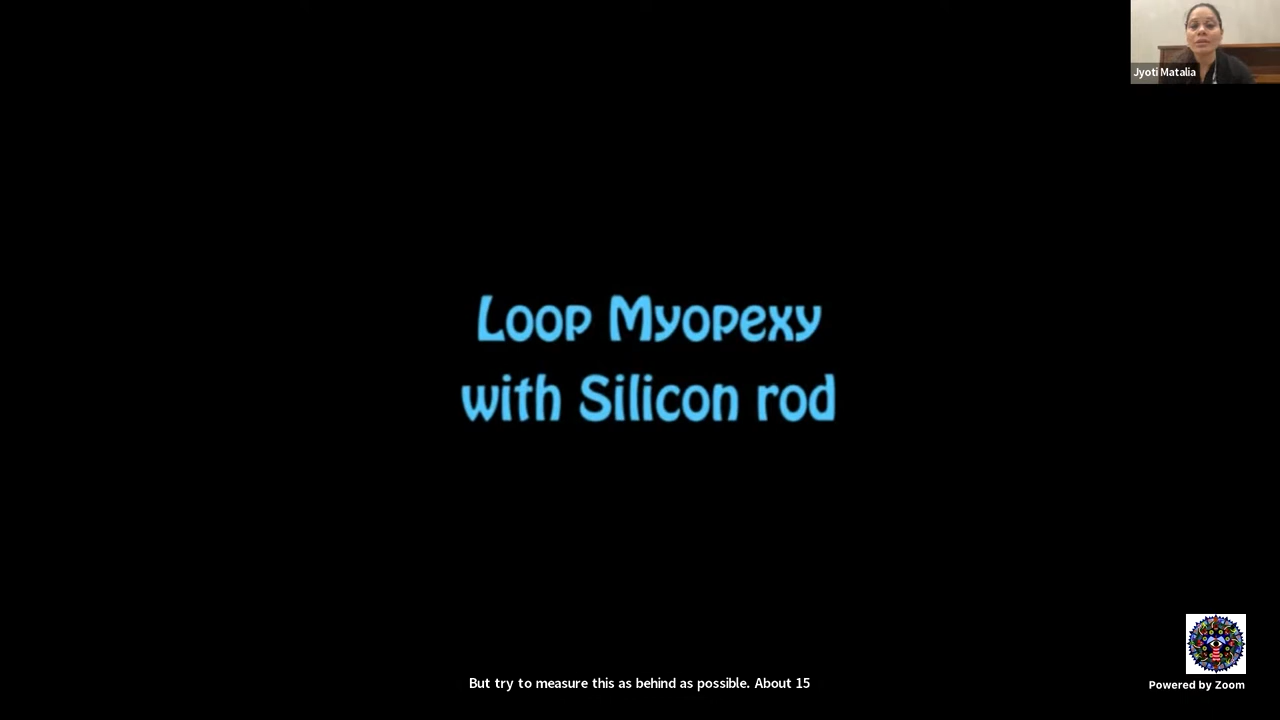 Jyoti Matalia
Loop Myopexy
with Silicon rod
But try to measure this as behind as possible. About 15
Powered by Zoom